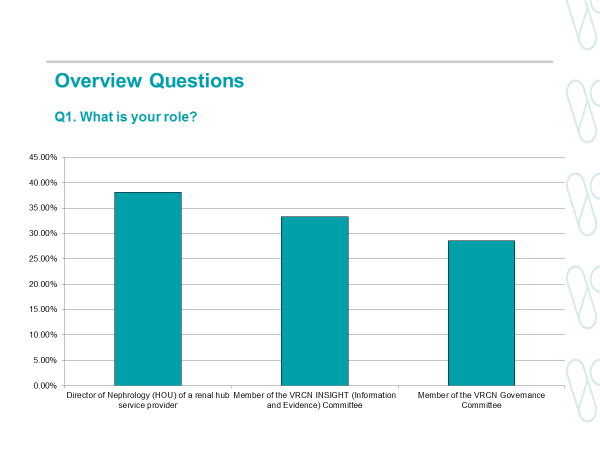 Overview Questions
Q1. What is your role?
45.00%
40.00%
35.00%
30.00%
25.00%
20.00%
15.00%
10.00%
5.00%
0.00%
Director of Nephrology (HOU) of a renal hub
service provider
Member of the VRCN INSIGHT (Information
and Evidence) Committee
Member of the VRCN Governance
Committee